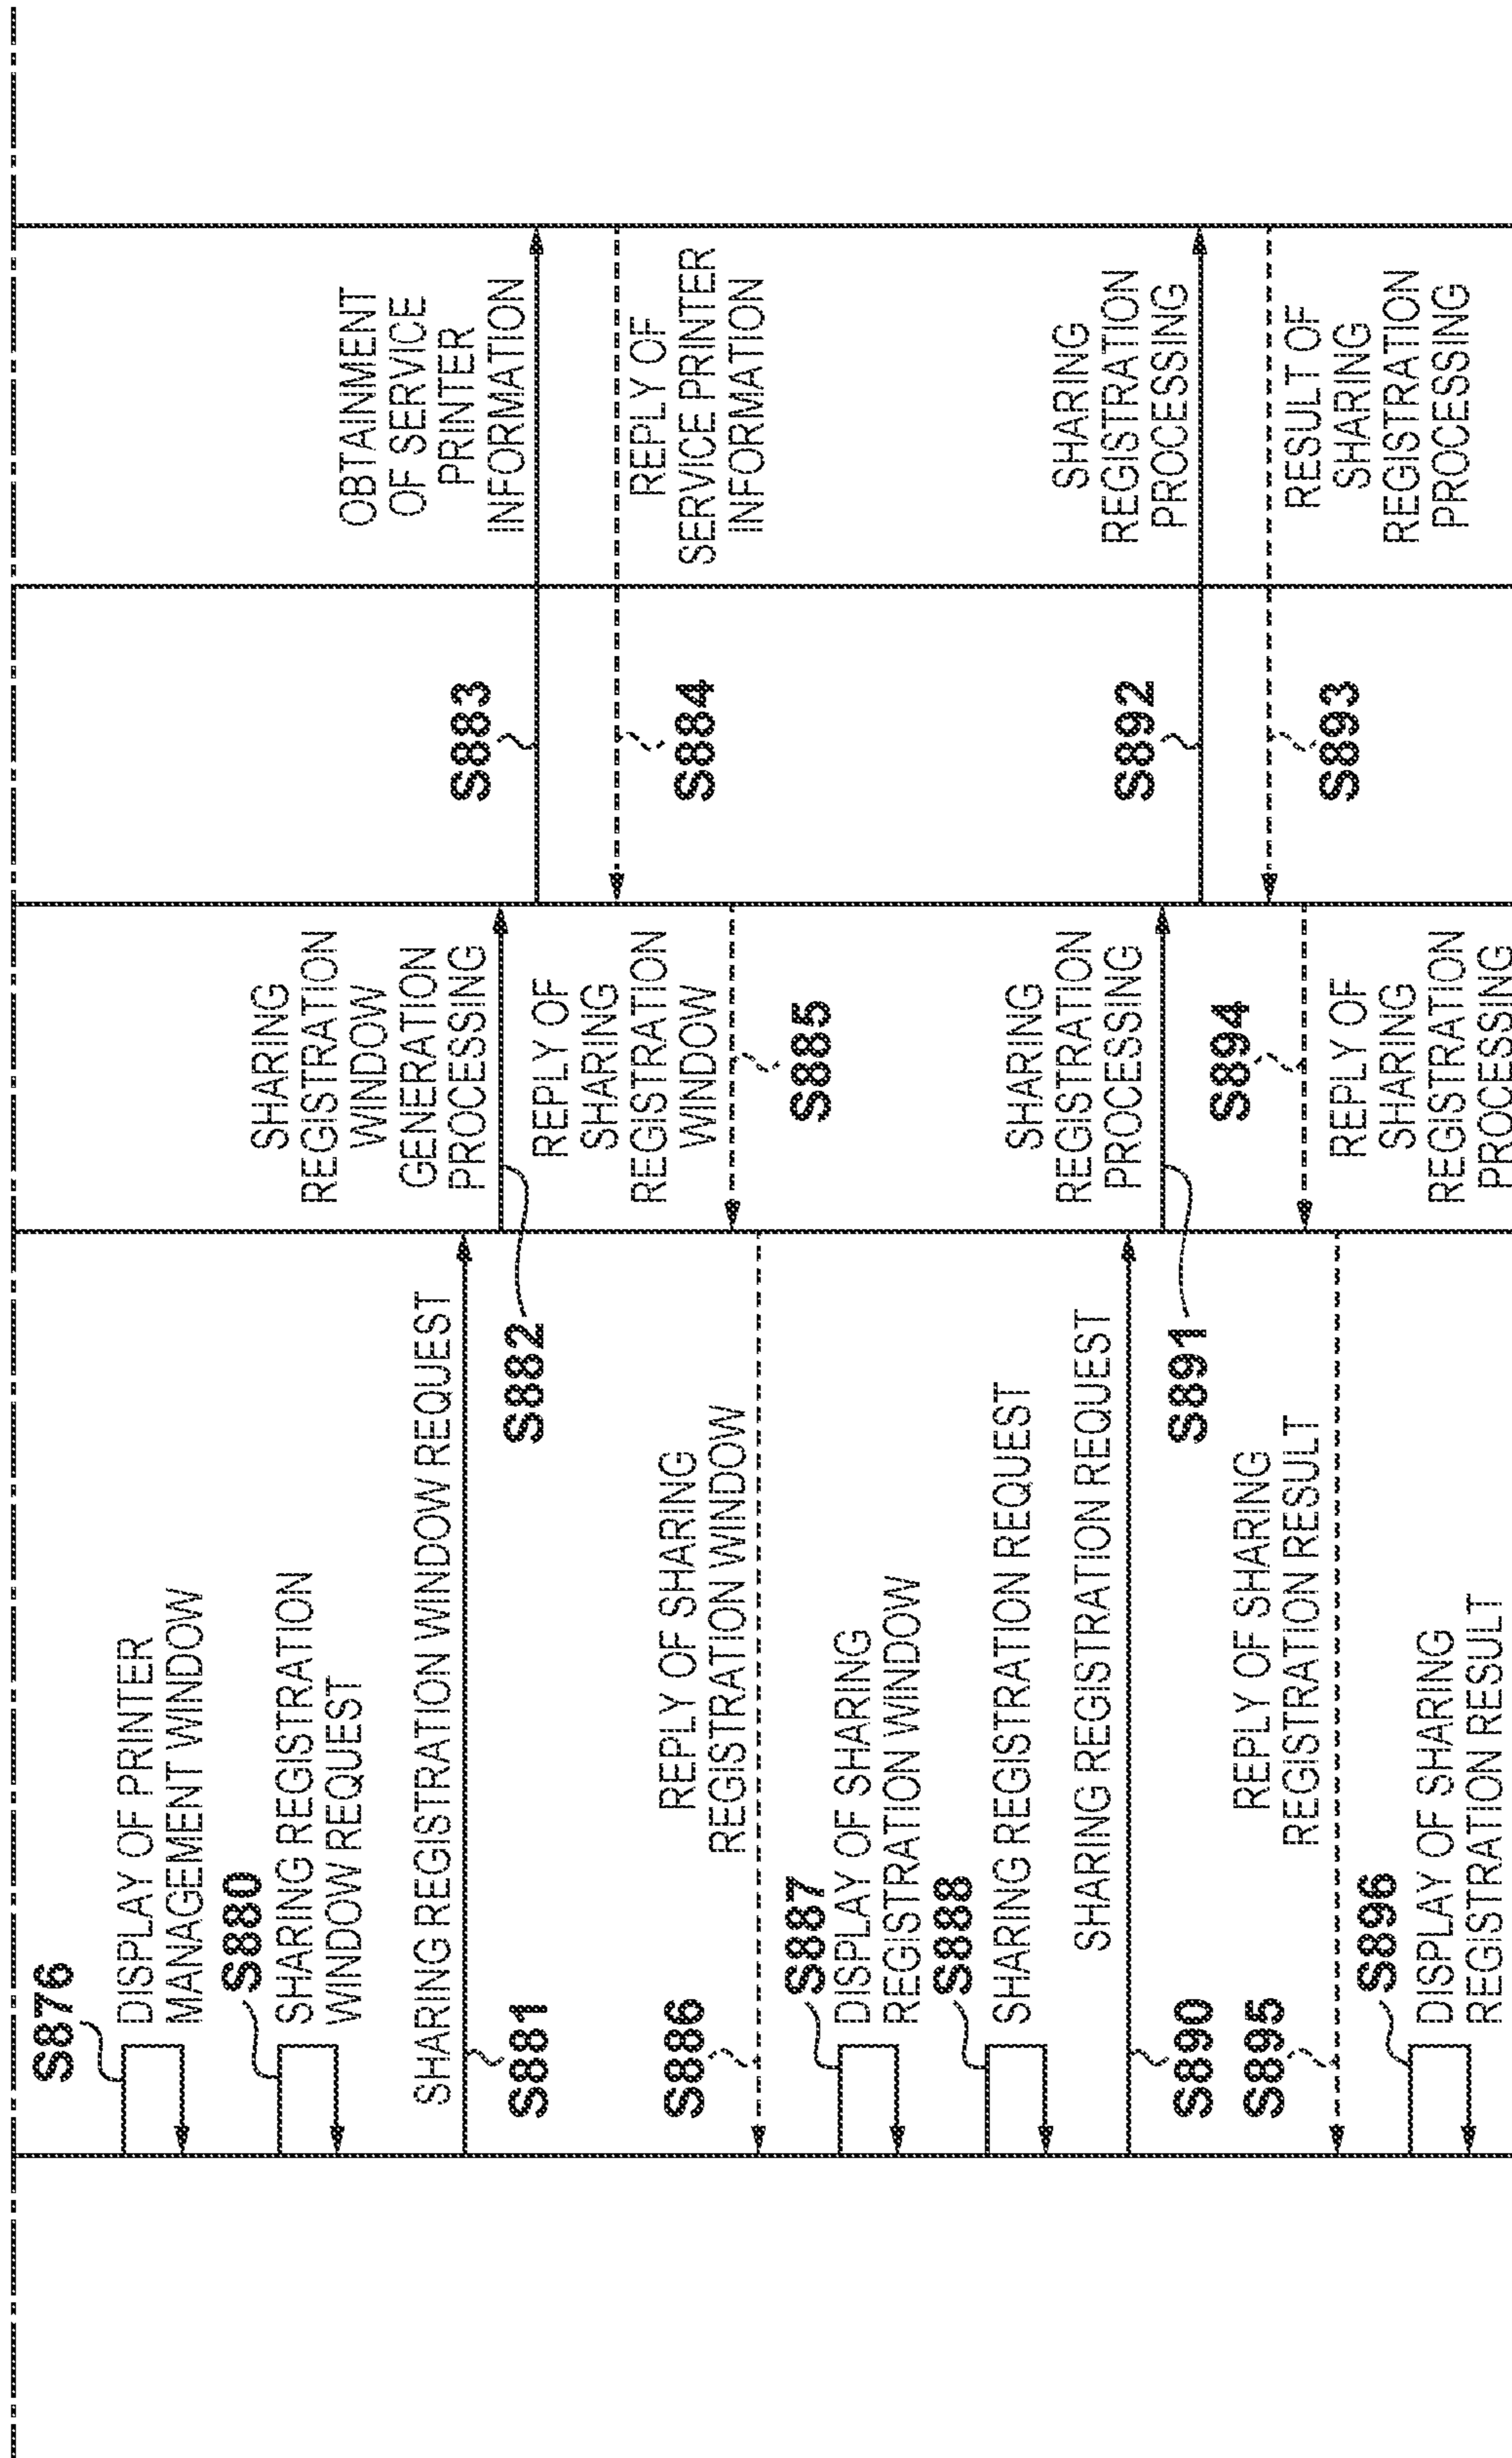 S876
DISPLAY OF PRINTER
MANAGEMENT WINDOW
S880
SHARING REGISTRATION
WINDOW REQUEST
SHARING REGISTRATION WINDOW REQUEST
S881
SHARING
REGISTRATION
WINDOW
GENERATION
PROCESSING
S882
OBTAINMENT
OF SERVICE
PRINTER
INFORMATION
S883
REPLY OF
SERVICE PRINTER
INFORMATION
S884
REPLY OF
SHARING
REGISTRATION
WINDOW
S885
REPLY OF SHARING
REGISTRATION WINDOW
S886
S887
DISPLAY OF SHARING
REGISTRATION WINDOW
S888
SHARING REGISTRATION REQUEST
SHARING REGISTRATION REQUEST
S890
SHARING
REGISTRATION
PROCESSING
S891
SHARING
REGISTRATION
PROCESSING
S892
RESULT OF
SHARING
REGISTRATION
PROCESSING
S893
S894
REPLY OF
SHARING
REGISTRATION
PROCESSING
REPLY OF SHARING
REGISTRATION RESULT
S895
S896
DISPLAY OF SHARING
REGISTRATION RESULT